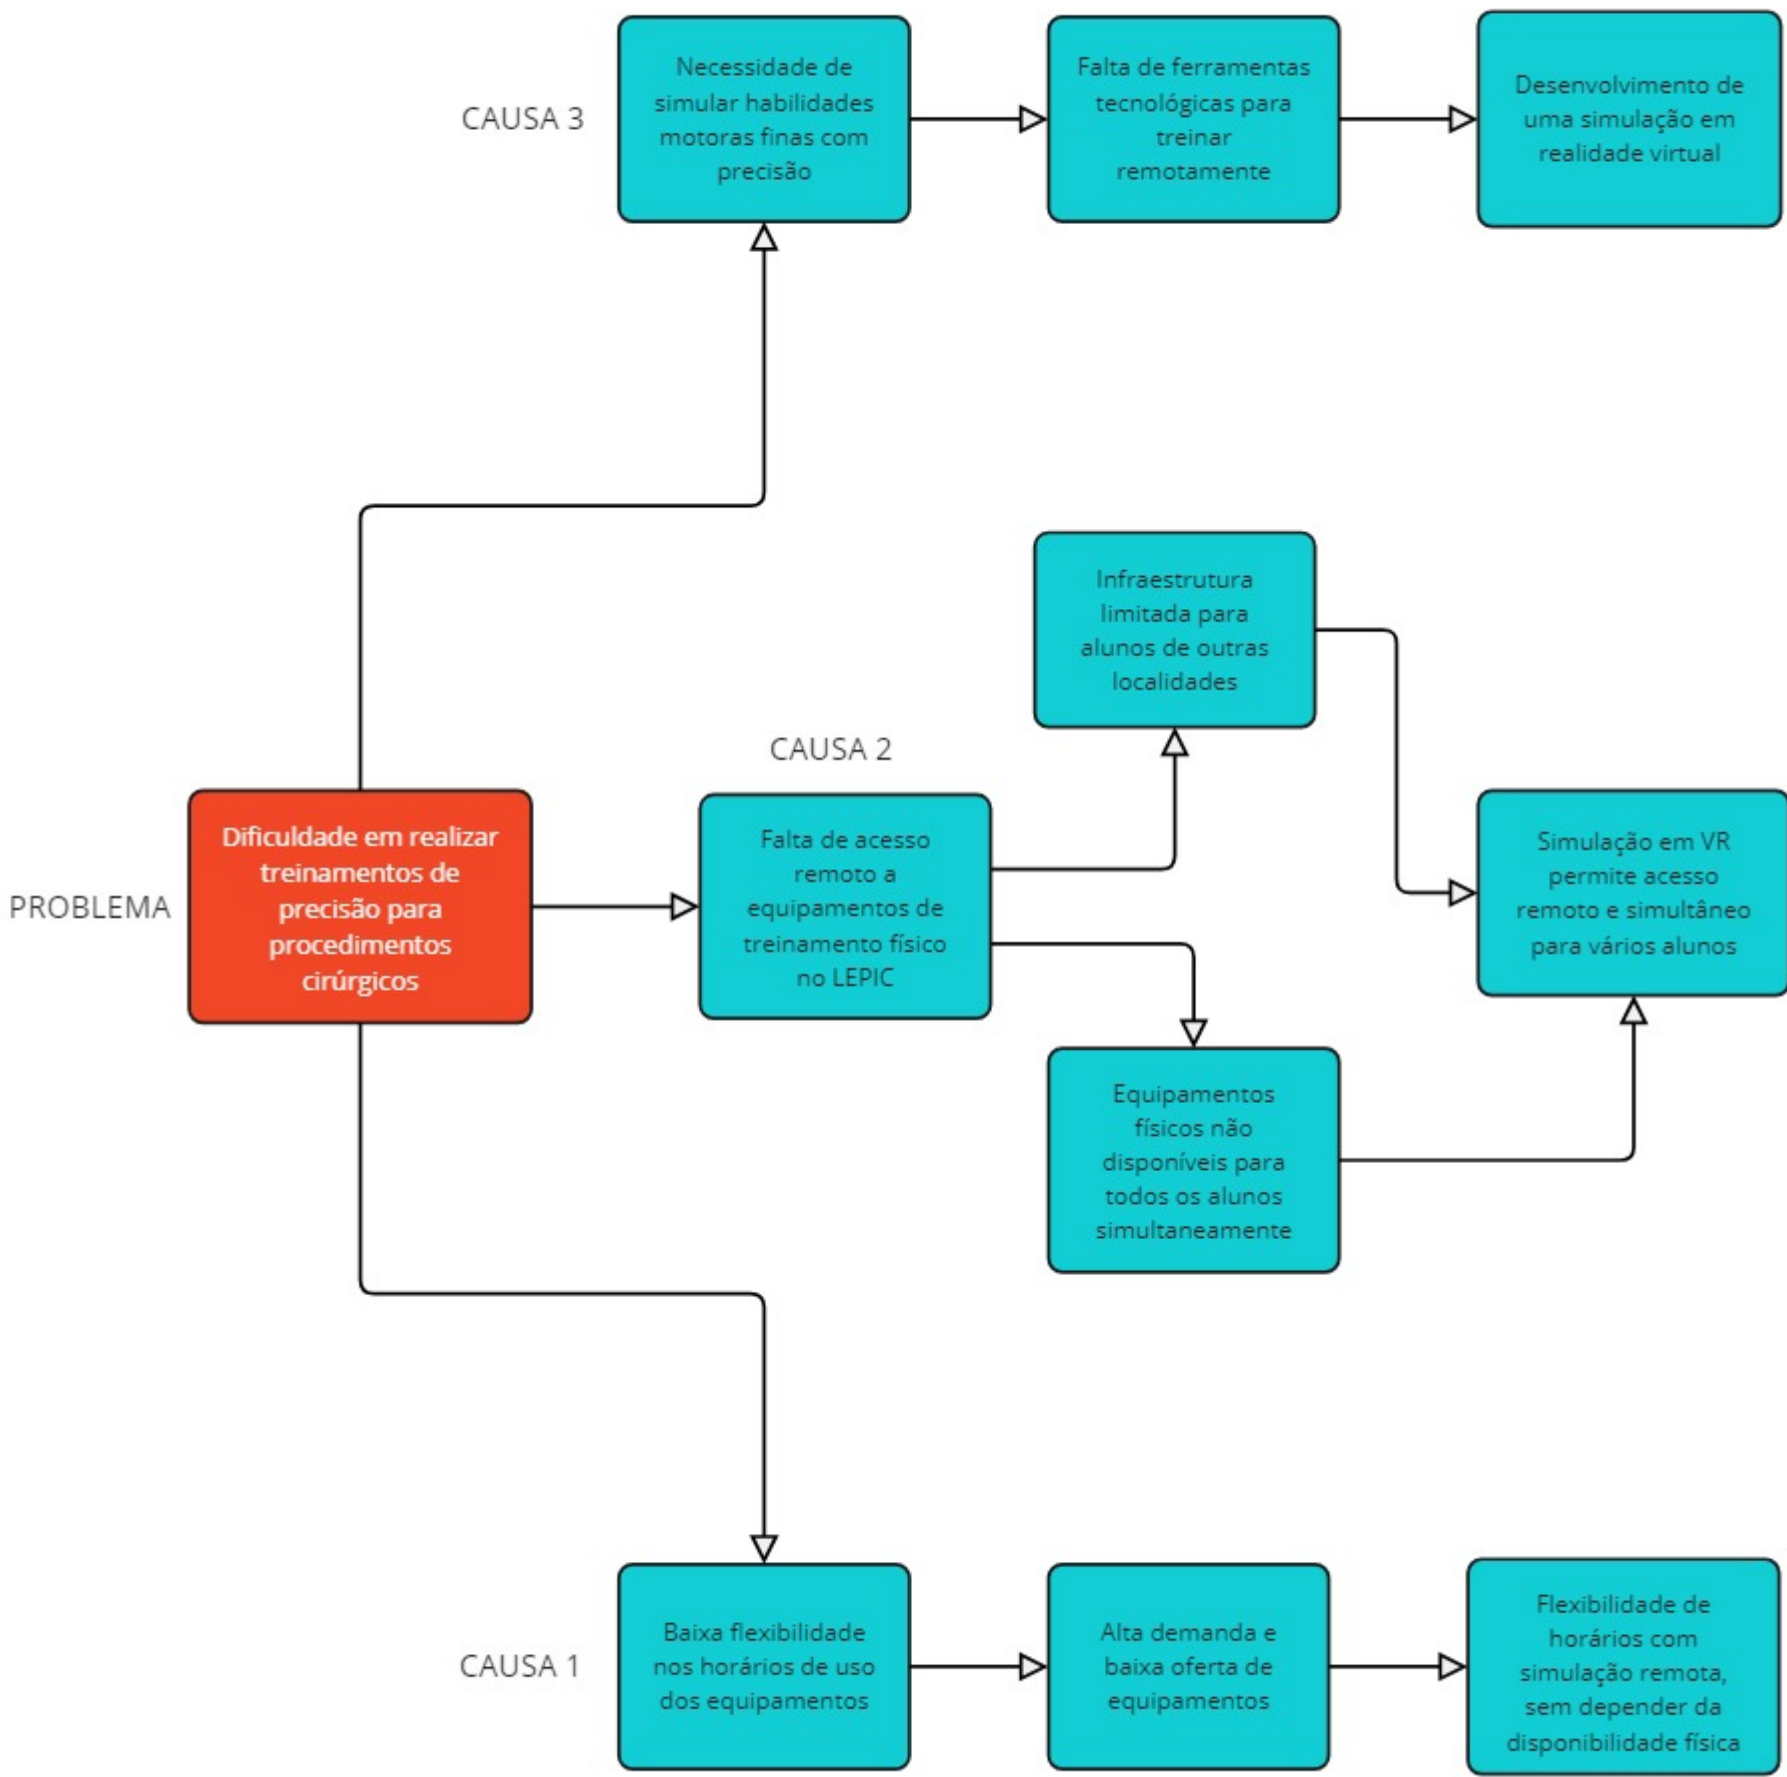 CAUSA 3
Necessidade de
simular habilidades
motoras finas com
precisão
Falta de ferramentas
tecnológicas para
treinar
remotamente
Desenvolvimento de
uma simulação em
realidade virtual
PROBLEMA
Dificuldade em realizar
treinamentos de
precisão para
procedimentos
cirúrgicos
CAUSA 2
Falta de acesso
remoto a
equipamentos de
treinamento físico
no LEPIC
Infraestrutura
limitada para
alunos de outras
localidades
Equipamentos
físicos não
disponíveis para
todos os alunos
simultaneamente
Simulação em VR
permite acesso
remoto e simultâneo
para vários alunos
CAUSA 1
Baixa flexibilidade
nos horários de uso
dos equipamentos
Alta demanda e
baixa oferta de
equipamentos
Flexibilidade de
horários com
simulação remota,
sem depender da
disponibilidade física